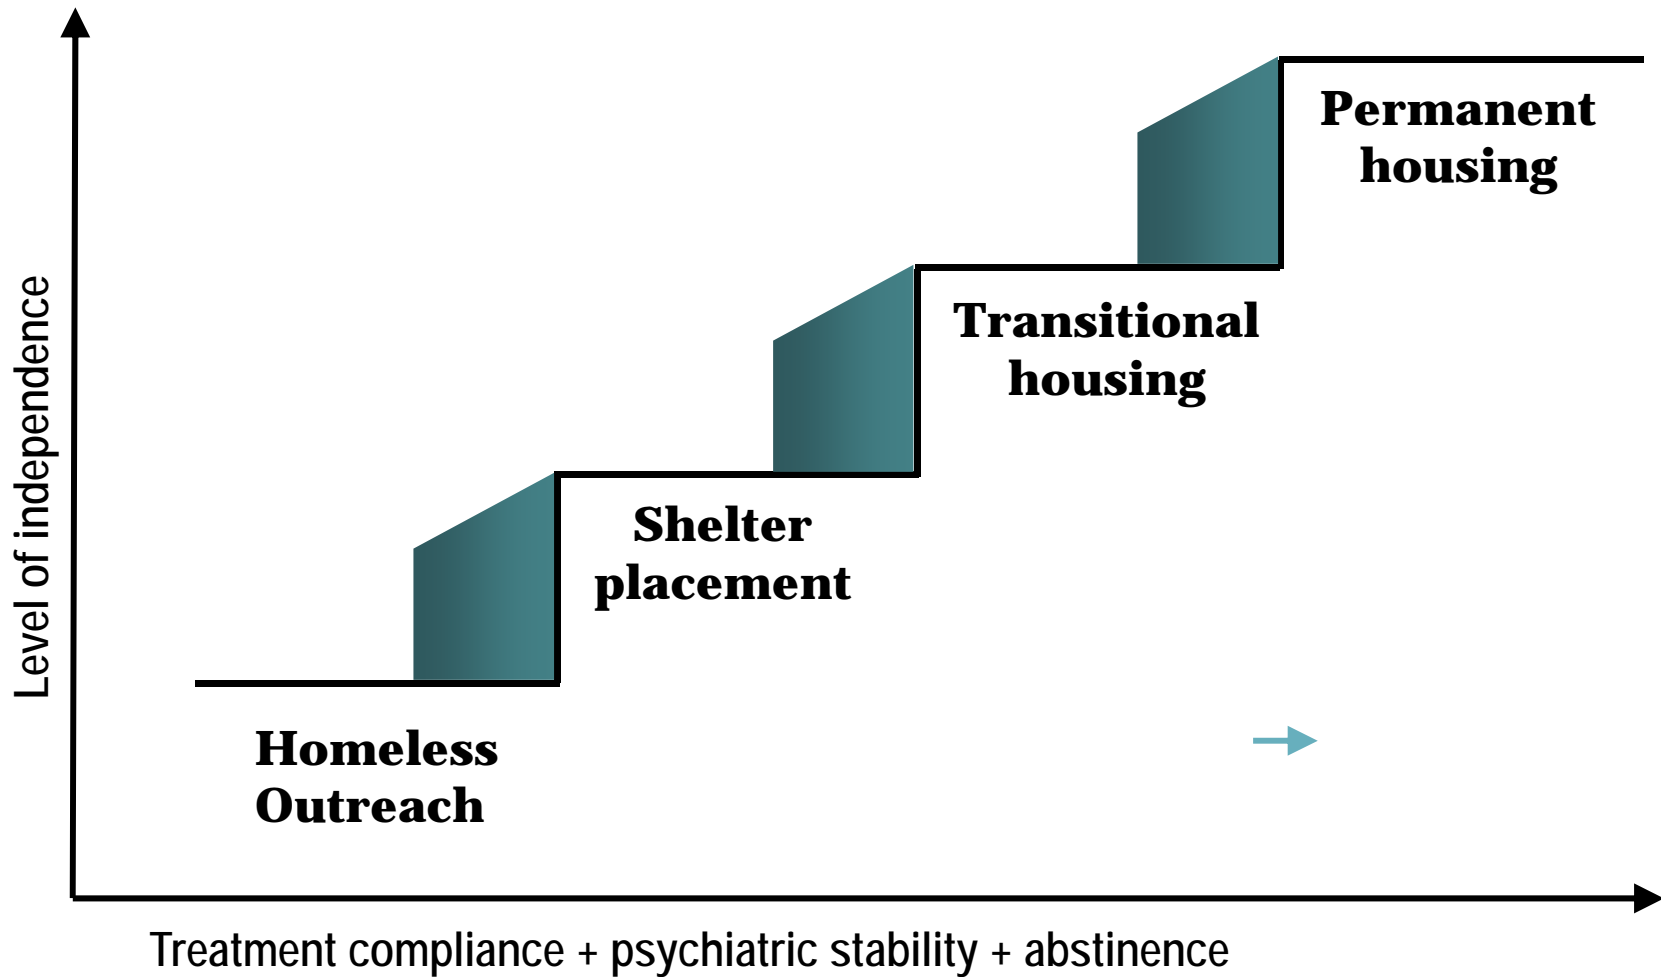 Permanent
housing
Transitional
housing
Shelter
placement
Homeless
Outreach
Level of independence
Treatment compliance + psychiatric stability + abstinence